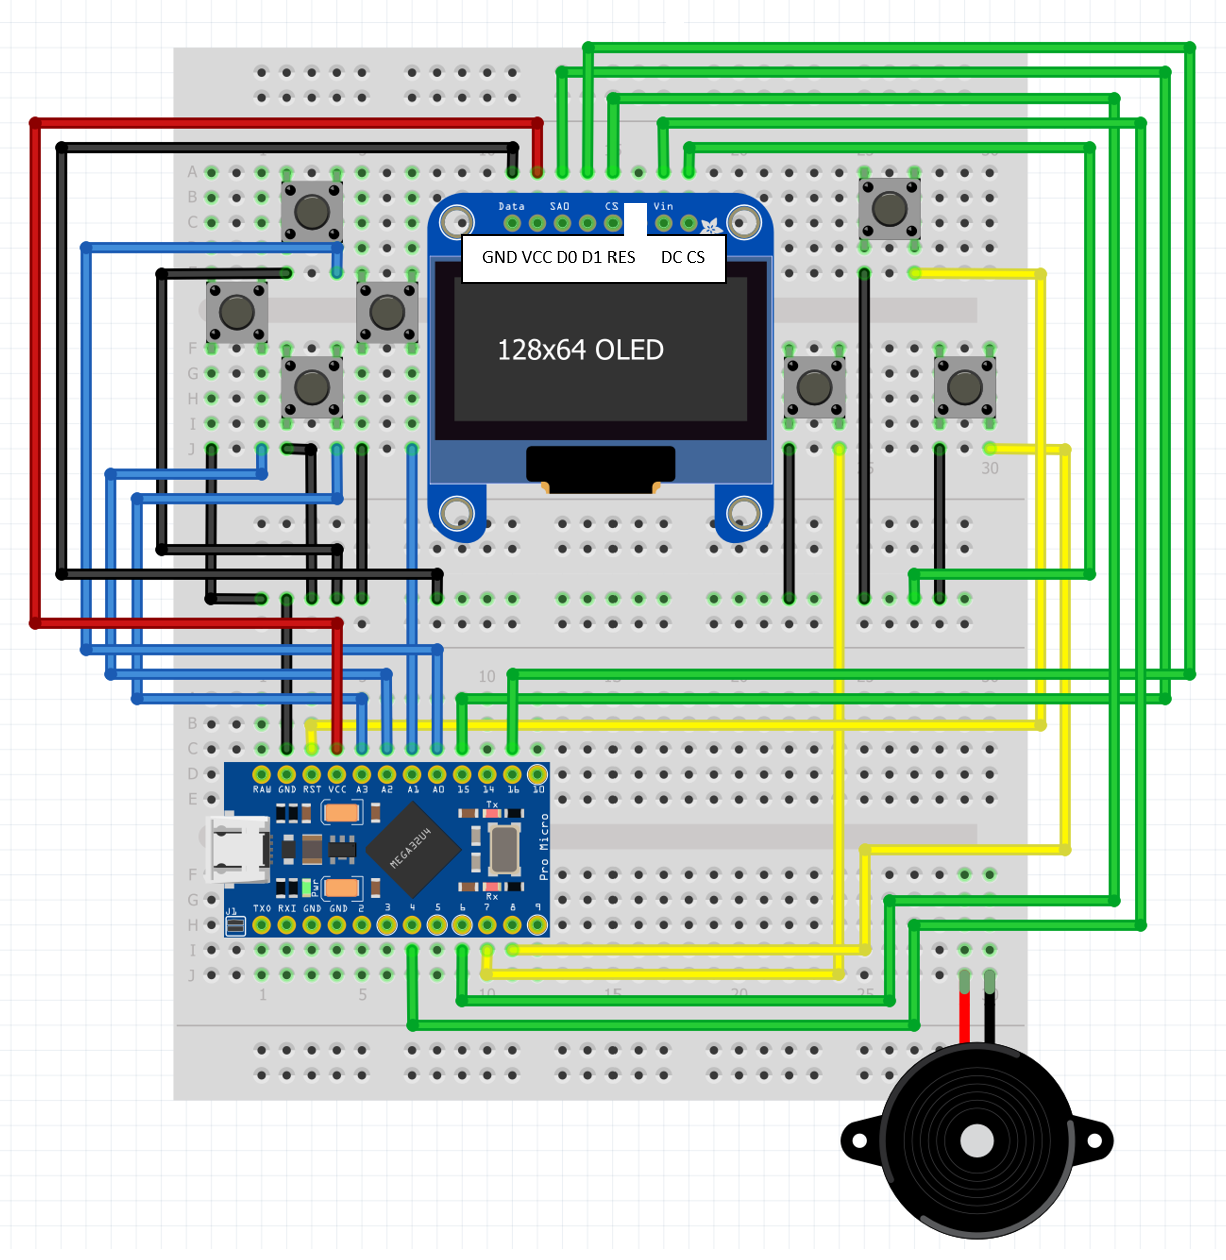 A
B
C
Data SAO CS Vin
GND VCC D0 D1 RES DC CS
128x64 OLED
F
G
H
I
J
30
10
B
C
D
E
RAW GND RST VCC A3 A2 A1 A0 15 14 16 10
Tx
MEGA32U4
Pro Micro
Pwr
Rx
J1
TX0 RXI GND GND 2 3 4 5 6 7 8 9
F
G
H
I
J
1 5 10 15 20 25 30